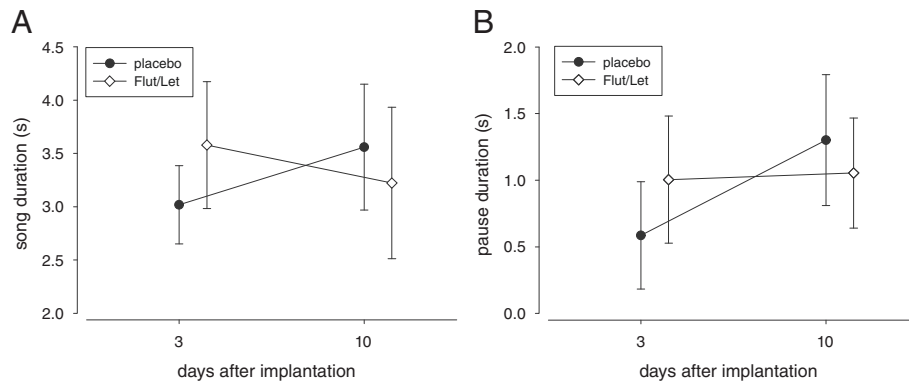 A
song duration (s)
4.5
4.0
3.5
3.0
2.5
2.0
placebo
Flut/Let
3
10
days after implantation
B
pause duration (s)
2.0
1.5
1.0
0.5
0.0
placebo
Flut/Let
3
10
days after implantation